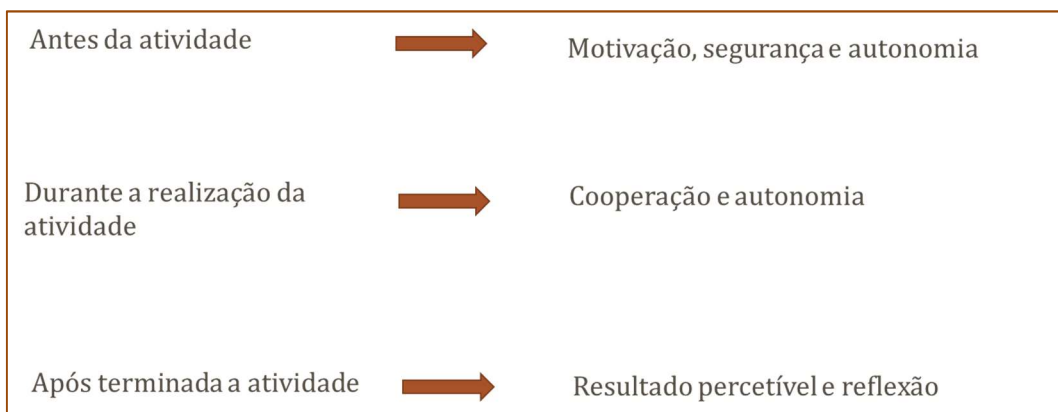 Antes da atividade
Motivação, segurança e autonomia
Durante a realização da
atividade
Cooperação e autonomia
Após terminada a atividade
Resultado percetível e reflexão